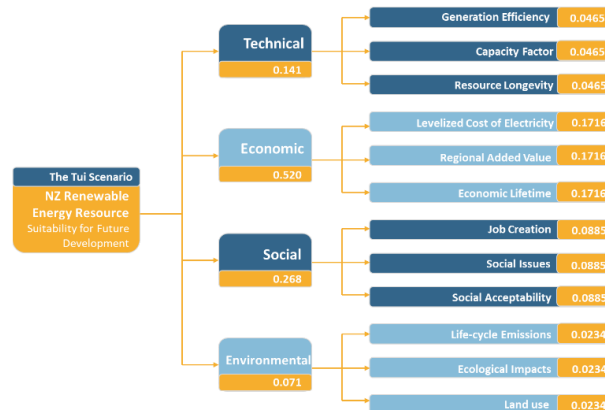 The Tui Scenario
NZ Renewable
Energy Resource
Suitability for Future
Development
Technical
0.141
Generation Efficiency 0.0465
Capacity Factor 0.0465
Resource Longevity 0.0465
Economic
0.520
Levelized Cost of Electricity 0.1716
Regional Added Value 0.1716
Economic Lifetime 0.1716
Social
0.268
Job Creation 0.0885
Social Issues 0.0885
Social Acceptability 0.0885
Environmental
0.071
Life-cycle Emissions 0.0234
Ecological Impacts 0.0234
Land use 0.0234